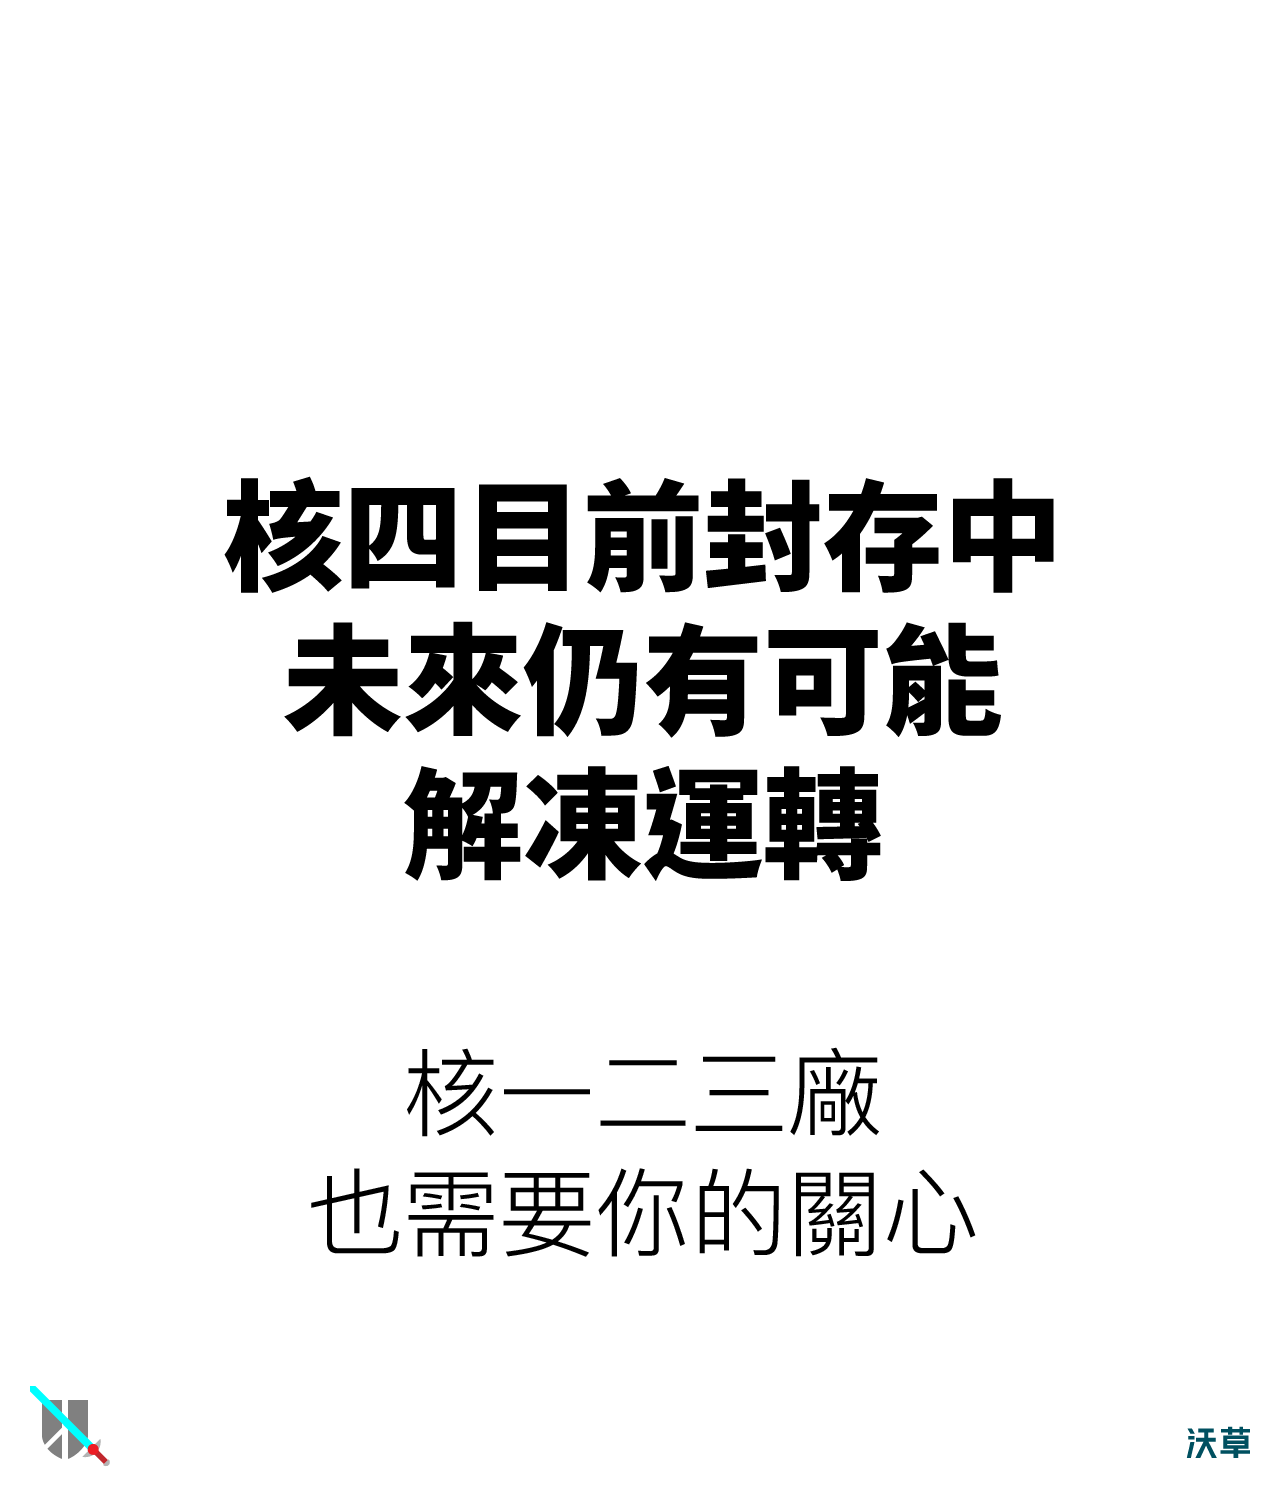 核四目前封存中
未來仍有可能
解凍運轉
核一二三廠
也需要你的關心
沃草